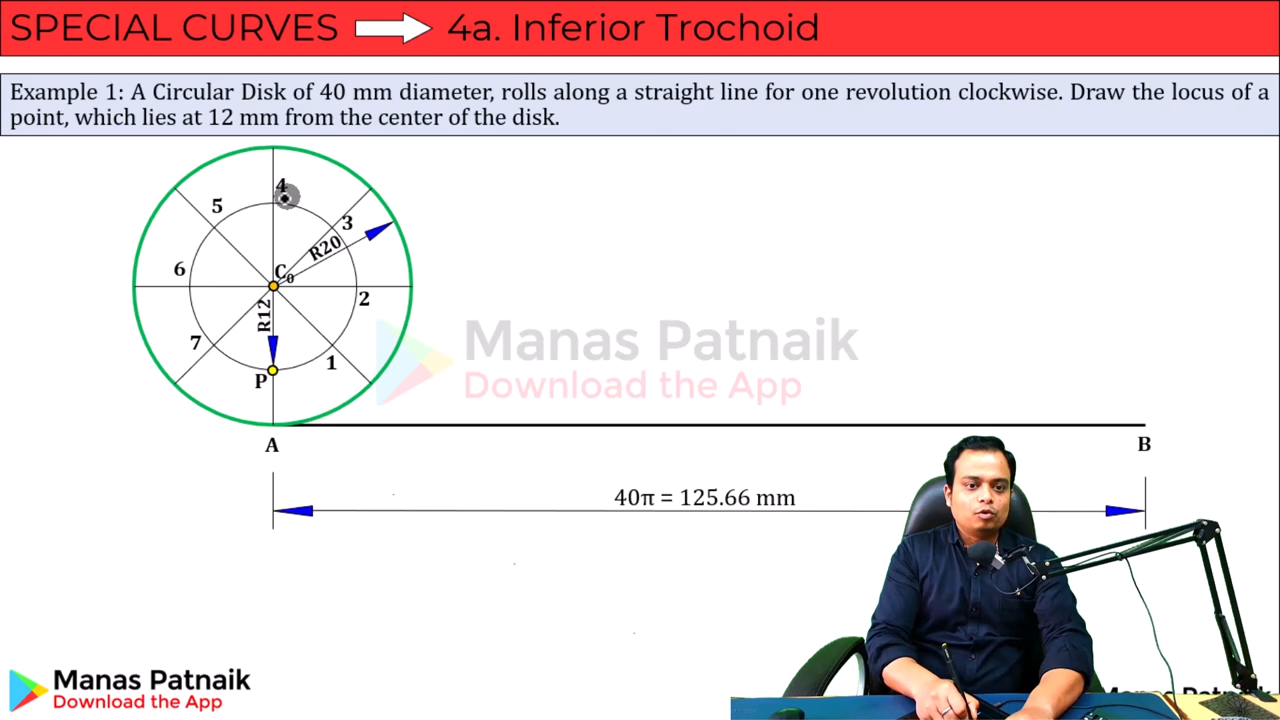 SPECIAL CURVES 4a. Inferior Trochoid
Example 1: A Circular Disk of 40 mm diameter, rolls along a straight line for one revolution clockwise. Draw the locus of a
point, which lies at 12 mm from the center of the disk.
4
5
3
R20
6
C₀
2
R12
7
1
P
Manas Patnaik
Download the App
A
B
40π = 125.66 mm
Manas Patnaik
Download the App
Manas Patnaik